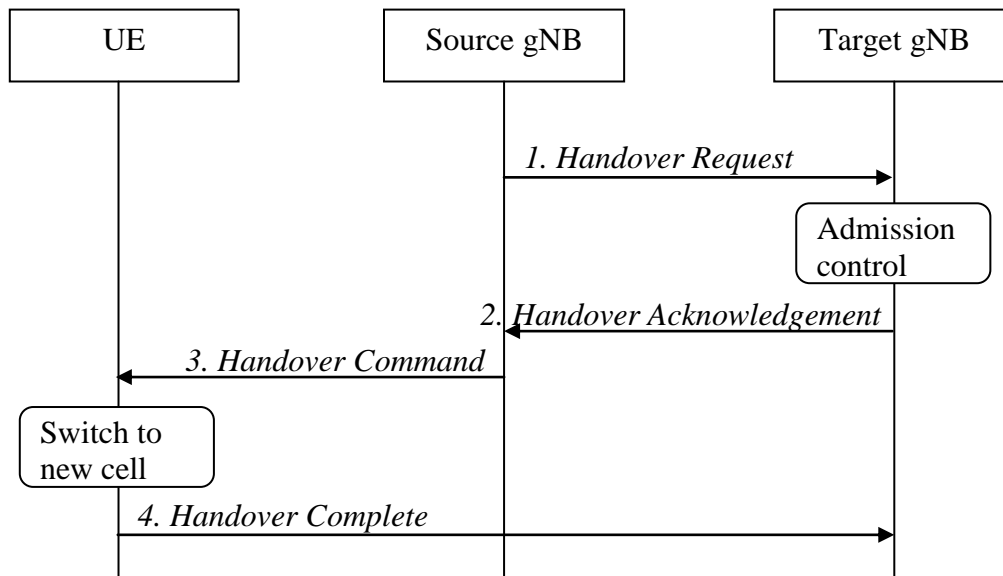 UE
Source gNB
Target gNB
1. Handover Request
Admission
control
2. Handover Acknowledgement
3. Handover Command
Switch to
new cell
4. Handover Complete